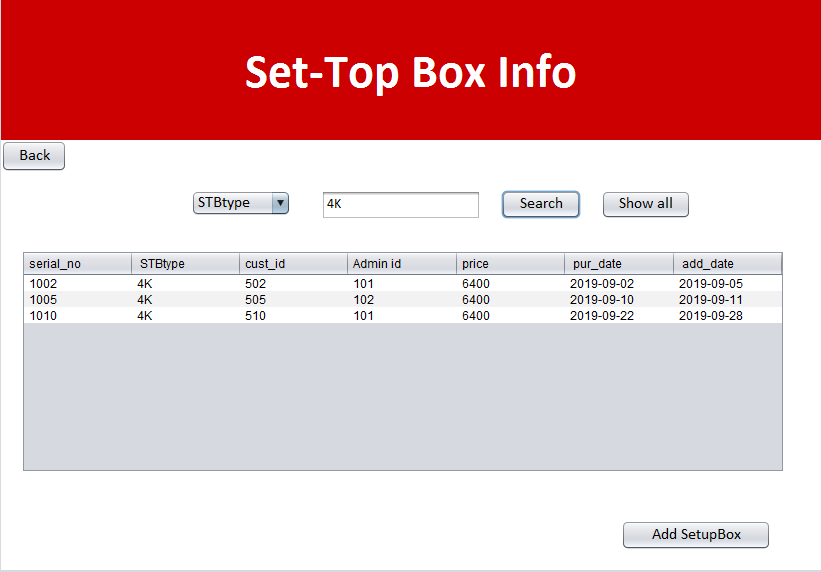 Set-Top Box Info
Back
STBtype 4K Search Show all
serial_no STBtype cust_id Admin id price pur_date add_date
1002 4K 502 101 6400 2019-09-02 2019-09-05
1005 4K 505 102 6400 2019-09-10 2019-09-11
1010 4K 510 101 6400 2019-09-22 2019-09-28
Add SetupBox